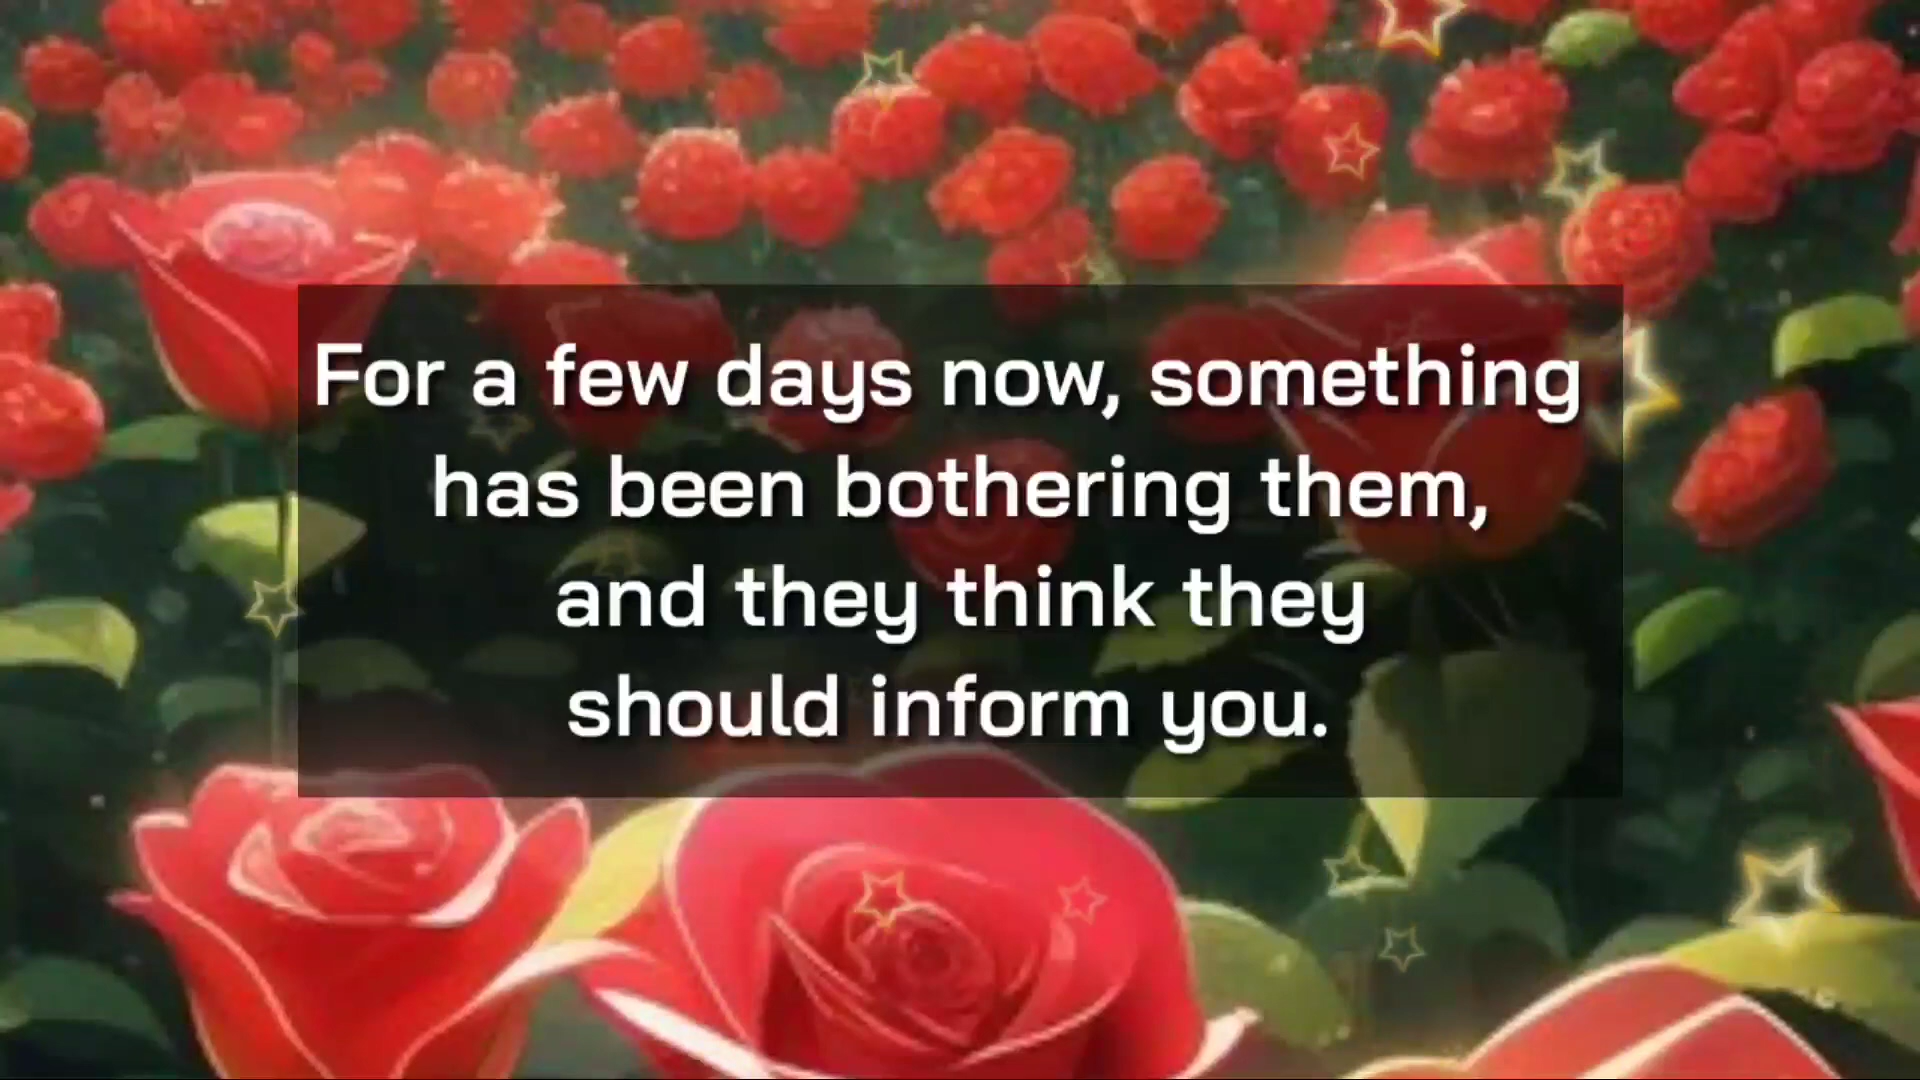 For a few days now, something
has been bothering them,
and they think they
should inform you.